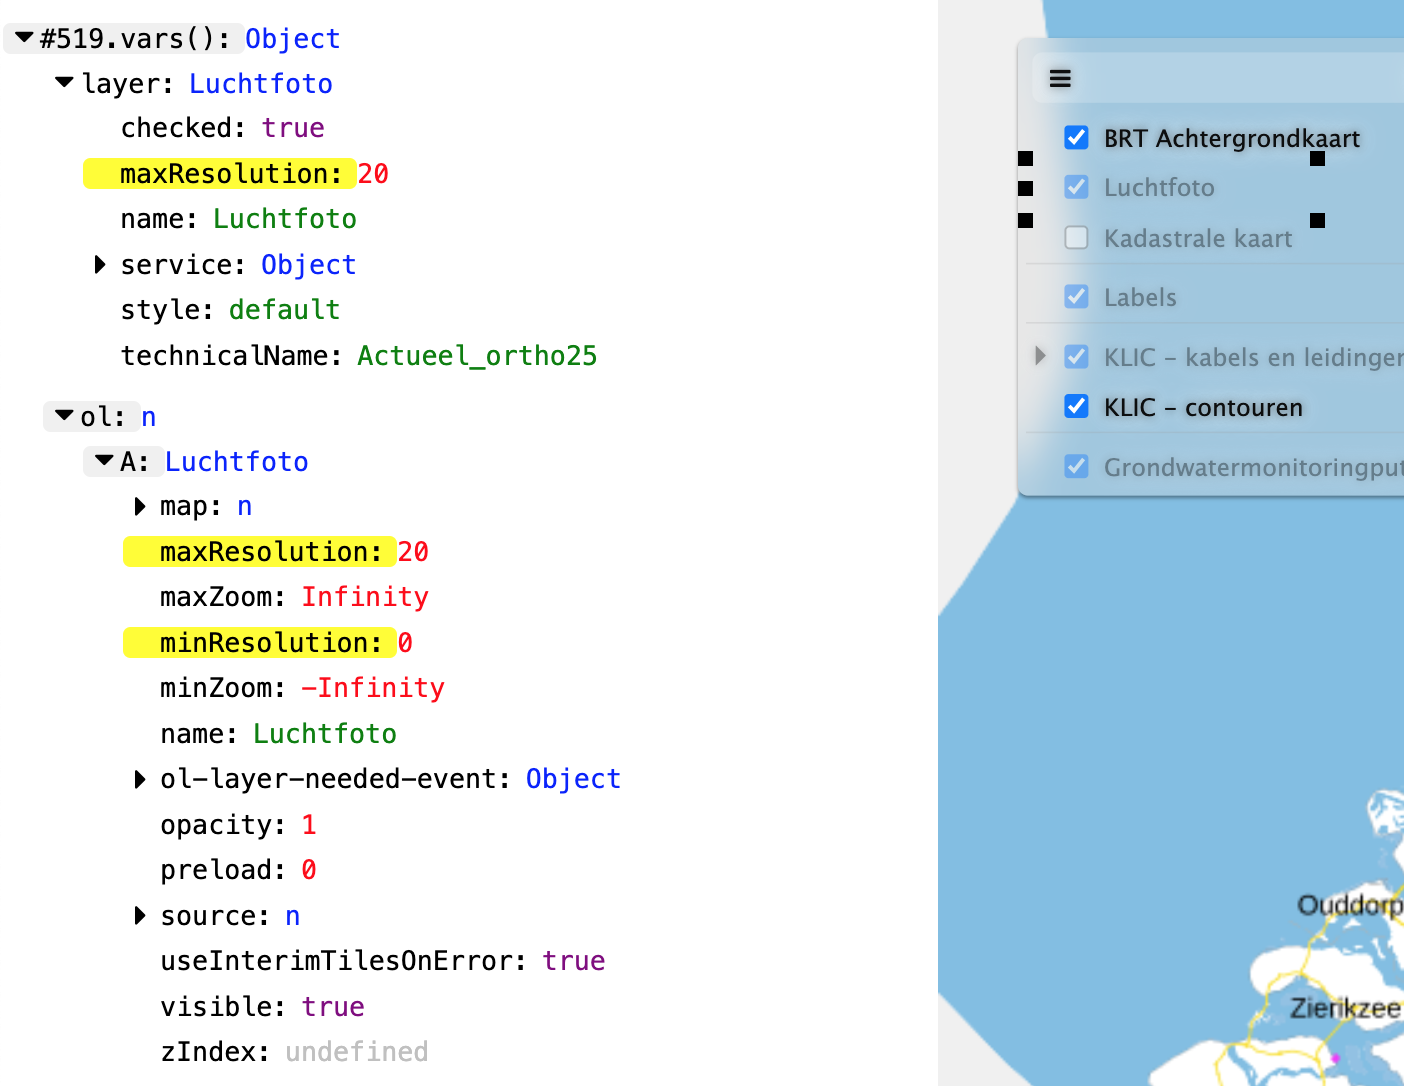 #519.vars(): Object
layer: Luchtfoto
checked: true
maxResolution: 20
name: Luchtfoto
service: Object
style: default
technicalName: Actueel_ortho25
ol: n
A: Luchtfoto
map: n
maxResolution: 20
maxZoom: Infinity
minResolution: 0
minZoom: -Infinity
name: Luchtfoto
ol-layer-needed-event: Object
opacity: 1
preload: 0
source: n
useInterimTilesOnError: true
visible: true
zIndex: undefined
BRT Achtergrondkaart
Luchtfoto
Kadastrale kaart
Labels
KLIC - kabels en leidingen
KLIC - contouren
Grondwatermonitoringput
Ouddorp
Zierikzee